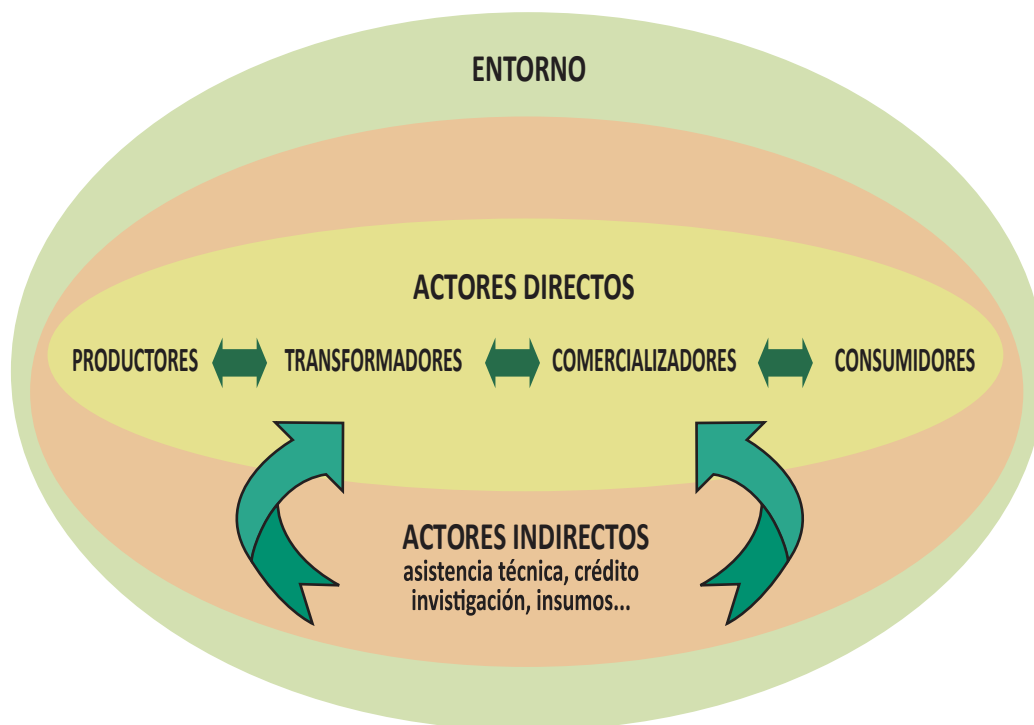 ENTORNO
ACTORES DIRECTOS
PRODUCTORES TRANSFORMADORES COMERCIALIZADORES CONSUMIDORES
ACTORES INDIRECTOS
asistencia técnica, crédito
invistigación, insumos...